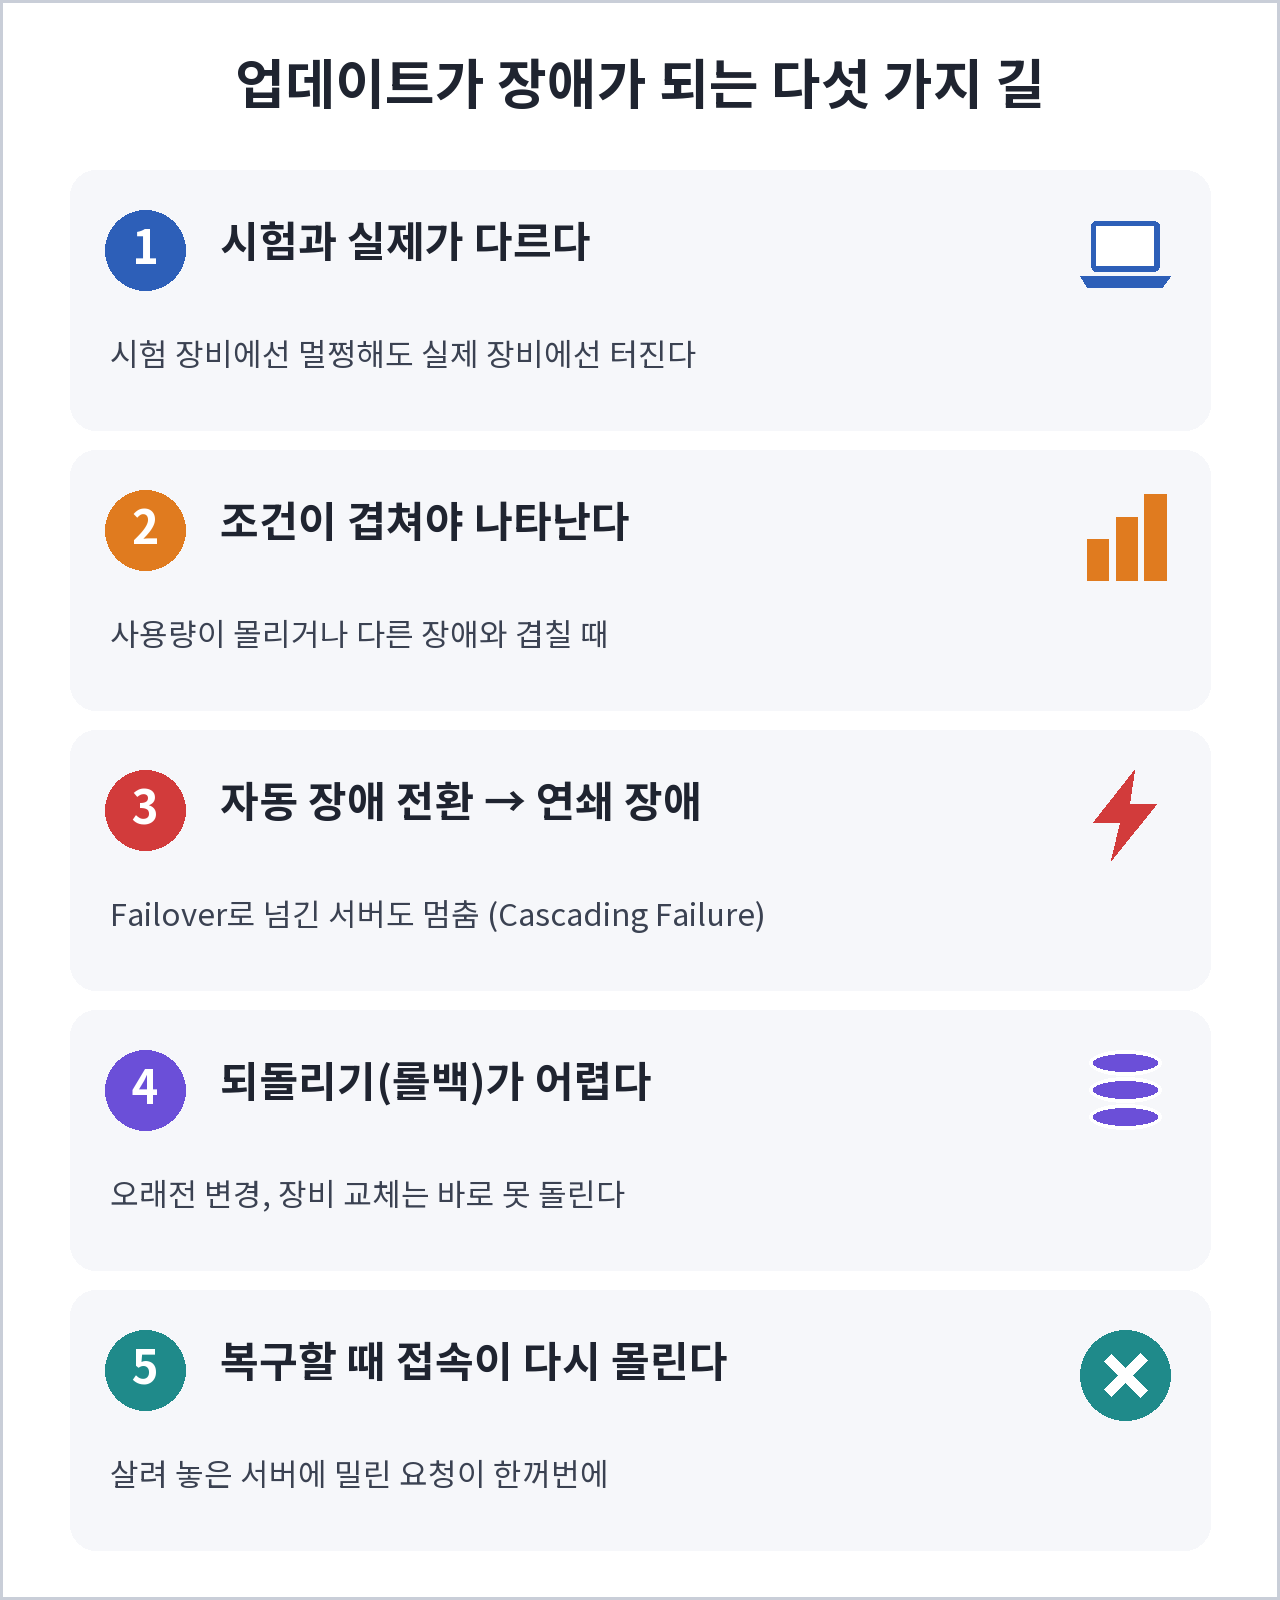 업데이트가 장애가 되는 다섯 가지 길
1 시험과 실제가 다르다
시험 장비에선 멀쩡해도 실제 장비에선 터진다
2 조건이 겹쳐야 나타난다
사용량이 몰리거나 다른 장애와 겹칠 때
3 자동 장애 전환 → 연쇄 장애
Failover로 넘긴 서버도 멈춤 (Cascading Failure)
4 되돌리기(롤백)가 어렵다
오래전 변경, 장비 교체는 바로 못 돌린다
5 복구할 때 접속이 다시 몰린다
살려 놓은 서버에 밀린 요청이 한꺼번에